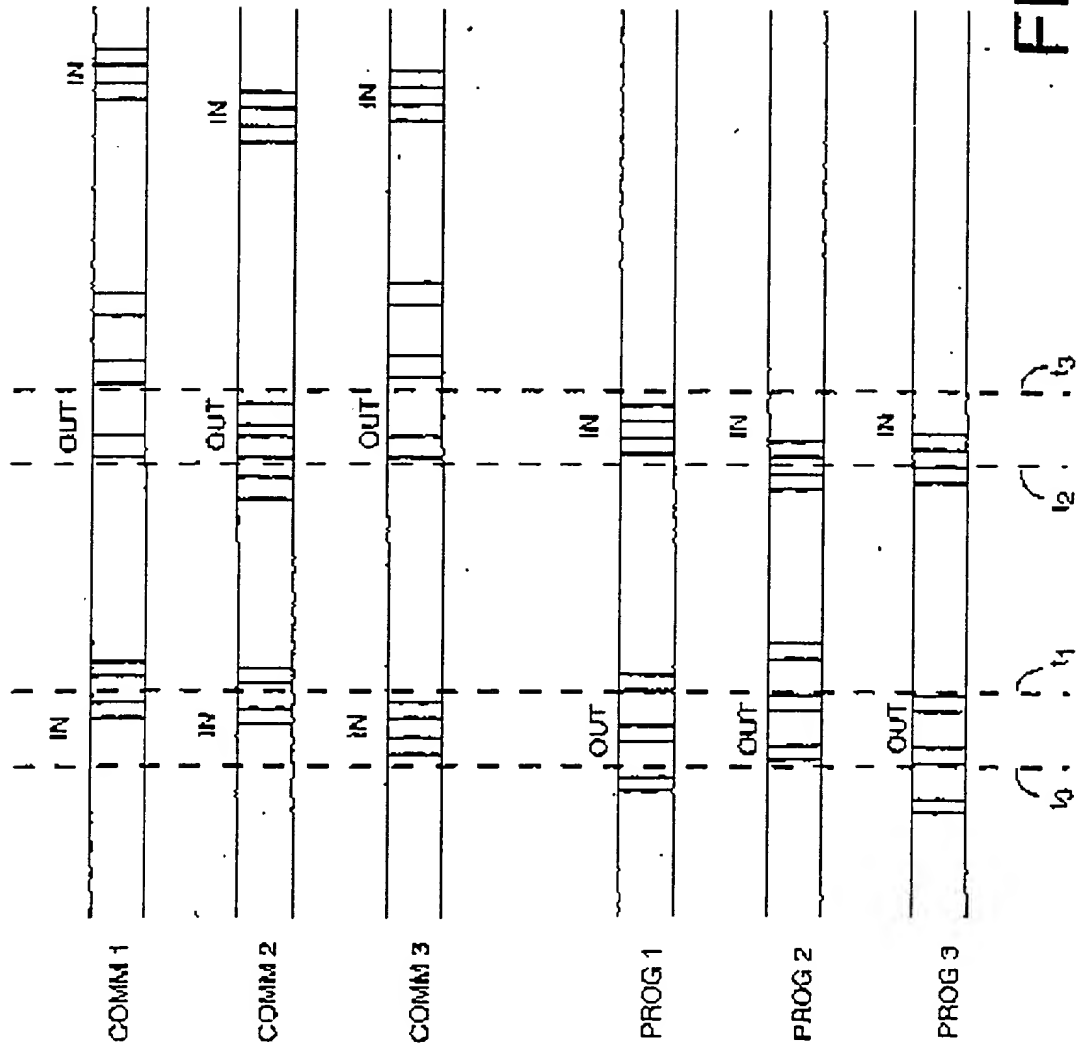 COMM 1 IN OUT IN
COMM 2 IN OUT IN
COMM 3 IN OUT IN
PROG 1 OUT IN
PROG 2 OUT IN
PROG 3 OUT IN
t0 t1 t2 t3